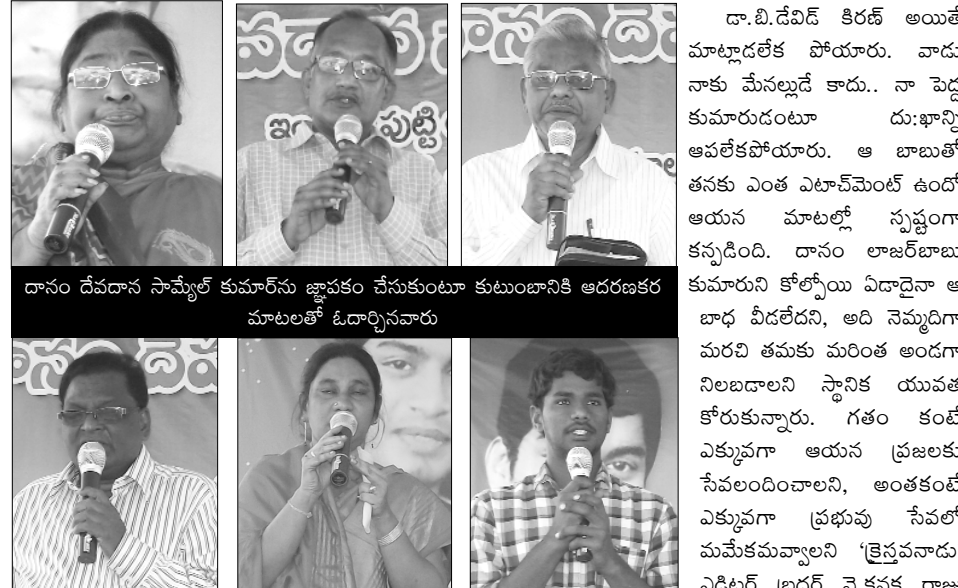 దానం దేవదాన సామ్యేల్ కుమార్‌ను జ్ఞాపకం చేసుకుంటూ కుటుంబానికి ఆదరణకర
మాటలతో ఓదార్చినవారు
డా.బి.డేవిడ్ కిరణ్ అయితే
మాట్లాడలేక పోయారు. వాడు
నాకు మేనల్లుడే కాదు.. నా పెద్ద
కుమారుడంటూ దు:ఖాన్ని
ఆపలేకపోయారు. ఆ బాబుతో
తనకు ఎంత ఎటాచ్‌మెంట్ ఉందో
ఆయన మాటల్లో స్పష్టంగా
కన్పడింది. దానం లాజర్‌బాబు
కుమారుని కోల్పోయి ఏడాదైనా ఆ
బాధ వీడలేదని, అది నెమ్మదిగా
మరచి తమకు మరింత అండగా
నిలబడాలని స్థానిక యువత
కోరుకున్నారు. గతం కంటే
ఎక్కువగా ఆయన ప్రజలకు
సేవలందించాలని, అంతకంటే
ఎక్కువగా ప్రభువు సేవలో
మమేకమవ్వాలని ‘క్రైస్తవనాడు